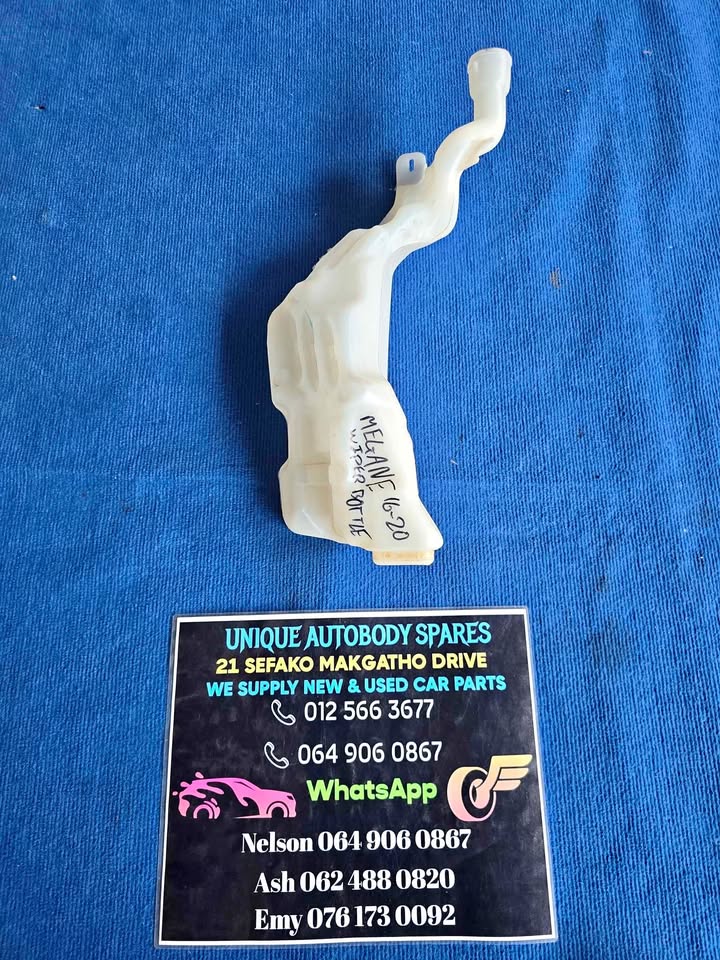 MEGANE 16-20
WIPER BOTTLE
UNIQUE AUTOBODY SPARES
21 SEFAKO MAKGATHO DRIVE
WE SUPPLY NEW & USED CAR PARTS
012 566 3677
064 906 0867
WhatsApp
Nelson 064 906 0867
Ash 062 488 0820
Emy 076 173 0092